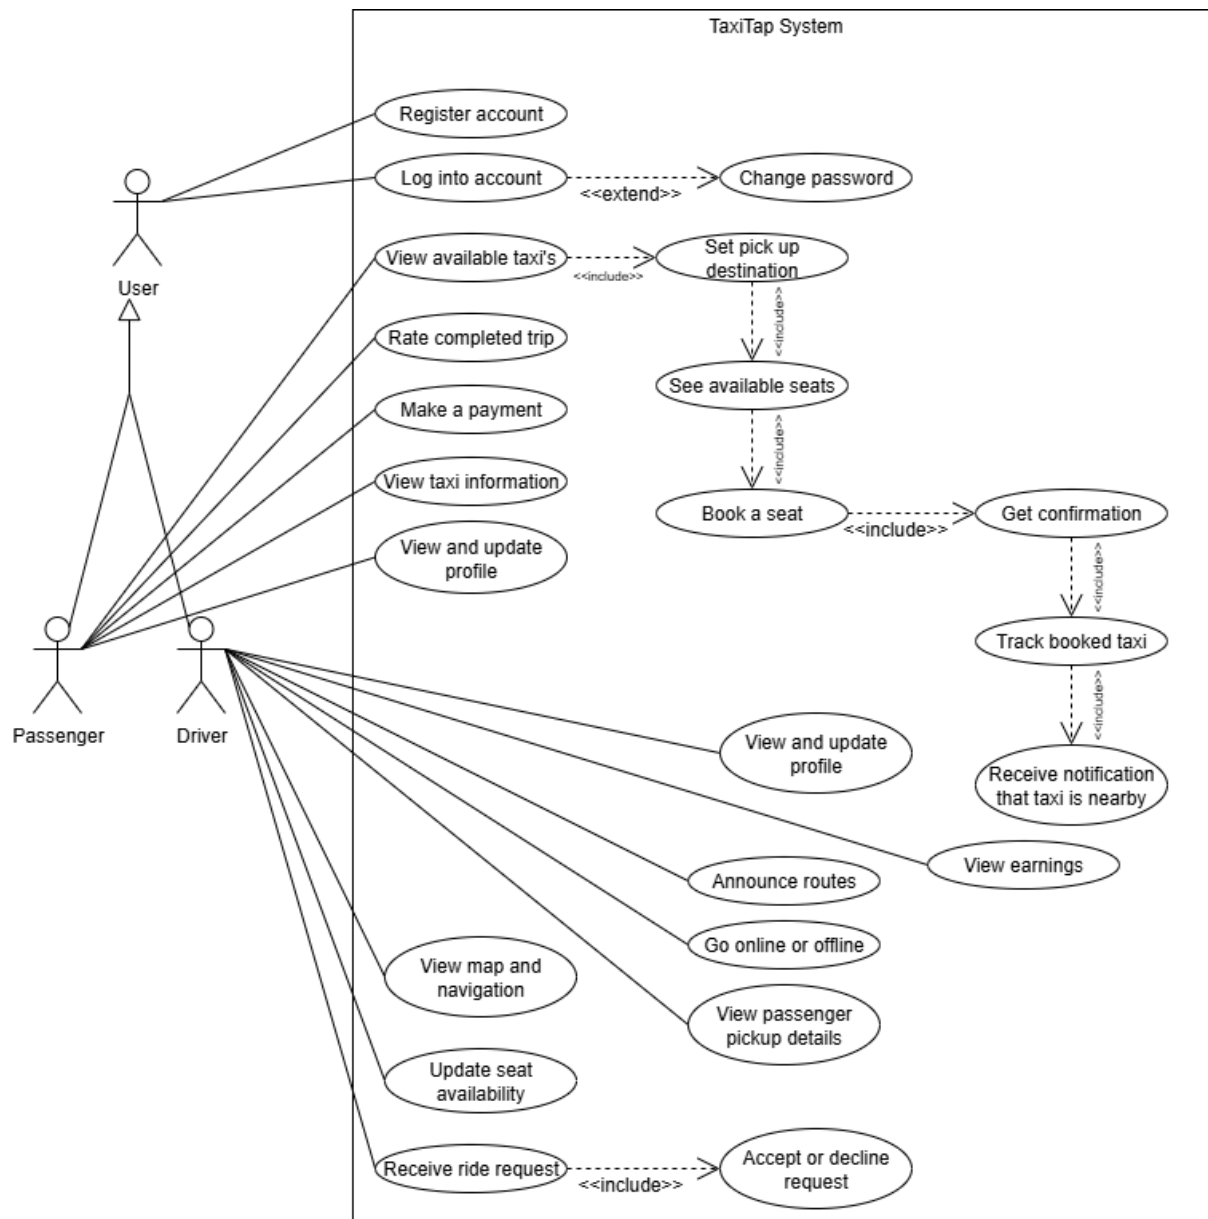 TaxiTap System
Register account
Log into account
<<extend>>
Change password
User
View available taxi's
<<include>>
Set pick up
destination
<<include>>
Rate completed trip
See available seats
Make a payment
<<include>>
View taxi information
Book a seat
<<include>>
Get confirmation
View and update
profile
<<include>>
Track booked taxi
<<include>>
Passenger
Driver
View and update
profile
Receive notification
that taxi is nearby
View earnings
Announce routes
Go online or offline
View map and
navigation
View passenger
pickup details
Update seat
availability
Receive ride request
<<include>>
Accept or decline
request